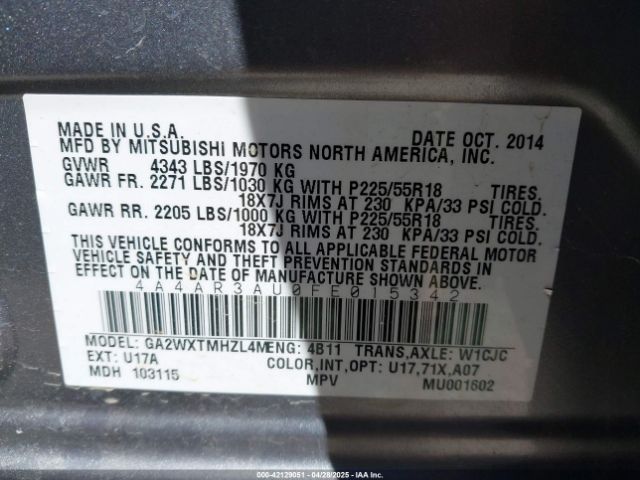 MADE IN U.S.A. DATE OCT. 2014
MFD BY MITSUBISHI MOTORS NORTH AMERICA, INC.
GVWR 4343 LBS/1970 KG
GAWR FR. 2271 LBS/1030 KG WITH P225/55R18 TIRES.
18X7J RIMS AT 230 KPA/33 PSI COLD.
GAWR RR. 2205 LBS/1000 KG WITH P225/55R18 TIRES.
18X7J RIMS AT 230 KPA/33 PSI COLD.
THIS VEHICLE CONFORMS TO ALL APPLICABLE FEDERAL MOTOR
VEHICLE SAFETY AND THEFT PREVENTION STANDARDS IN
EFFECT ON THE DATE OF MANUFACTURE SHOWN ABOVE.
4A4AR3AU0FE015342
MODEL: GA2WXTMHZL4M ENG: 4B11 TRANS,AXLE: W1CJC
EXT: U17A COLOR,INT,OPT: U17,71X,A07
MDH 103115 MPV MU001602
000-42129051 - 04/28/2025 - IAAI.COM